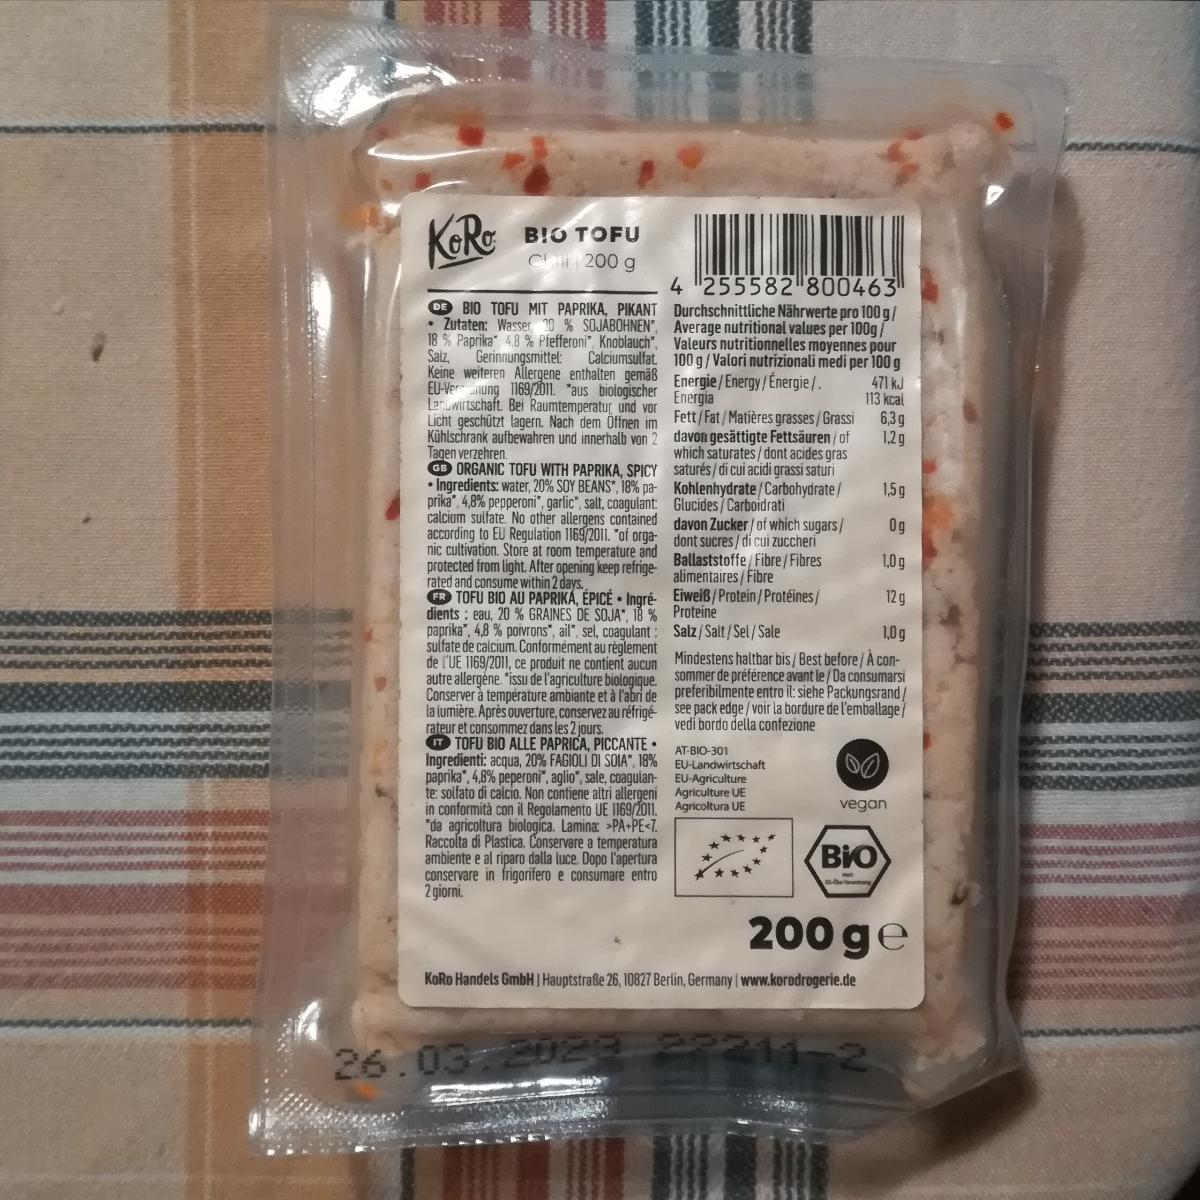 KoRo
BIO TOFU
Chili | 200 g
DE BIO TOFU MIT PAPRIKA, PIKANT
• Zutaten: Wasser, 20 % SOJABOHNEN*,
18 % Paprika*, 4,8 % Pfefferoni*, Knoblauch*,
Salz, Gerinnungsmittel: Calciumsulfat.
Keine weiteren Allergene enthalten gemäß
EU-Verordnung 1169/2011. *aus biologischer
Landwirtschaft. Bei Raumtemperatur und vor
Licht geschützt lagern. Nach dem Öffnen im
Kühlschrank aufbewahren und innerhalb von 2
Tagen verzehren.
GB ORGANIC TOFU WITH PAPRIKA, SPICY
• Ingredients: water, 20% SOY BEANS*, 18% pa-
prika*, 4,8% pepperoni*, garlic*, salt, coagulant:
calcium sulfate. No other allergens contained
according to EU Regulation 1169/2011. *of orga-
nic cultivation. Store at room temperature and
protected from light. After opening keep refrige-
rated and consume within 2 days.
FR TOFU BIO AU PAPRIKA, ÉPICÉ • Ingré-
dients : eau, 20 % GRAINES DE SOJA*, 18 %
paprika*, 4,8 % poivrons*, ail*, sel, coagulant :
sulfate de calcium. Conformément au règlement
de l'UE 1169/2011, ce produit ne contient aucun
autre allergène. *issu de l'agriculture biologique.
Conserver à température ambiante et à l'abri de
la lumière. Après ouverture, conservez au réfrigé-
rateur et consommez dans les 2 jours.
IT TOFU BIO ALLE PAPRICA, PICCANTE •
Ingredienti: acqua, 20% FAGIOLI DI SOIA*, 18%
paprika*, 4,8% peperoni*, aglio*, sale, coagulan-
te: solfato di calcio. Non contiene altri allergeni
in conformità con il Regolamento UE 1169/2011.
*da agricoltura biologica. Lamina: >PA+PE<7.
Raccolta di Plastica. Conservare a temperatura
ambiente e al riparo dalla luce. Dopo l'apertura
conservare in frigorifero e consumare entro
2 giorni.
4 255582 800463
Durchschnittliche Nährwerte pro 100 g /
Average nutritional values per 100g /
Valeurs nutritionnelles moyennes pour
100 g / Valori nutrizionali medi per 100 g
Energie / Energy / Énergie / . 471 kJ
Energia 113 kcal
Fett / Fat / Matières grasses / Grassi 6,3 g
davon gesättigte Fettsäuren / of 1,2 g
which saturates / dont acides gras
saturés / di cui acidi grassi saturi
Kohlenhydrate / Carbohydrate / 1,5 g
Glucides / Carboidrati
davon Zucker / of which sugars / 0 g
dont sucres / di cui zuccheri
Ballaststoffe / Fibre / Fibres 1,0 g
alimentaires / Fibre
Eiweiß / Protein / Protéines / 12 g
Proteine
Salz / Salt / Sel / Sale 1,0 g
Mindestens haltbar bis / Best before / À con-
sommer de préférence avant le / Da consumarsi
preferibilmente entro il: siehe Packungsrand /
see pack edge / voir la bordure de l'emballage /
vedi bordo della confezione
AT-BIO-301
EU-Landwirtschaft
EU-Agriculture
Agriculture UE
Agricoltura UE
vegan
BiO
nach
EG-Öko-Verordnung
200 g e
KoRo Handels GmbH | Hauptstraße 26, 10827 Berlin, Germany | www.korodrogerie.de
26.03.2023 22211-2